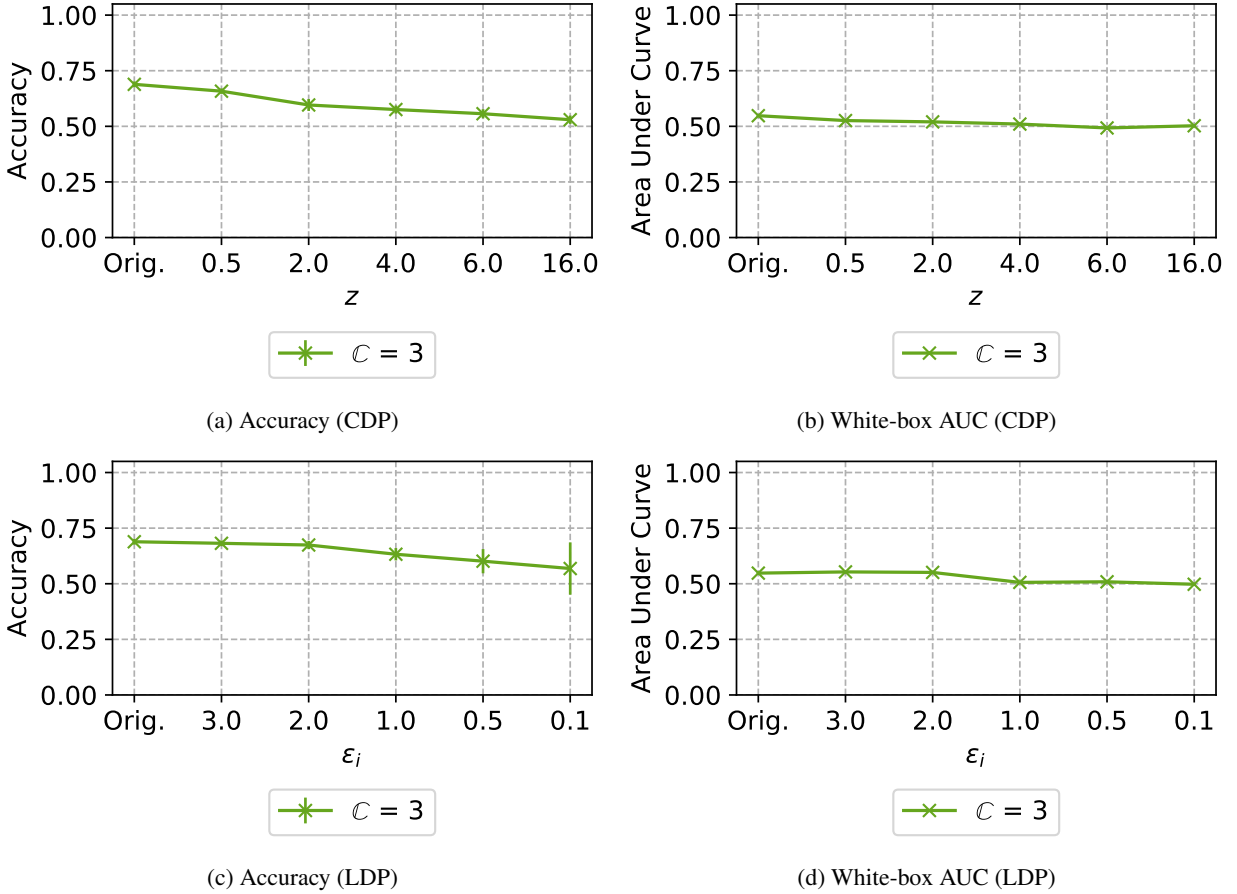 1.00
0.75
0.50
0.25
0.00
Accuracy
Orig. 0.5 2.0 4.0 6.0 16.0
z
ℂ = 3
(a) Accuracy (CDP)
1.00
0.75
0.50
0.25
0.00
Area Under Curve
Orig. 0.5 2.0 4.0 6.0 16.0
z
ℂ = 3
(b) White-box AUC (CDP)
1.00
0.75
0.50
0.25
0.00
Accuracy
Orig. 3.0 2.0 1.0 0.5 0.1
ϵᵢ
ℂ = 3
(c) Accuracy (LDP)
1.00
0.75
0.50
0.25
0.00
Area Under Curve
Orig. 3.0 2.0 1.0 0.5 0.1
ϵᵢ
ℂ = 3
(d) White-box AUC (LDP)